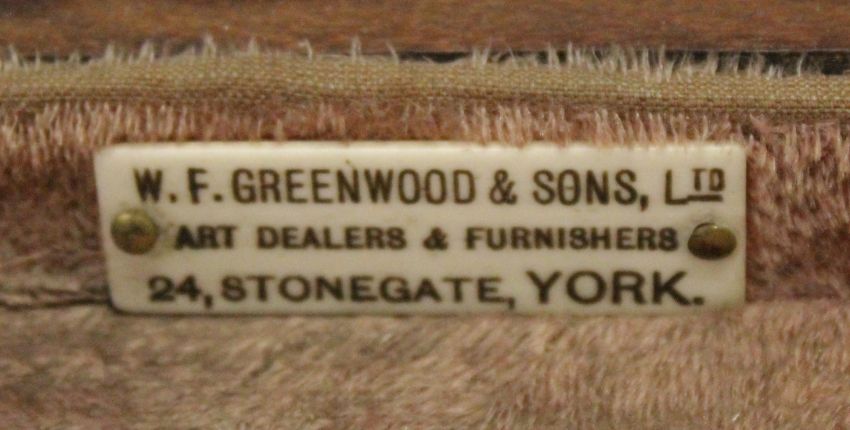 W. F. GREENWOOD & SONS, LTD
ART DEALERS & FURNISHERS
24, STONEGATE, YORK.